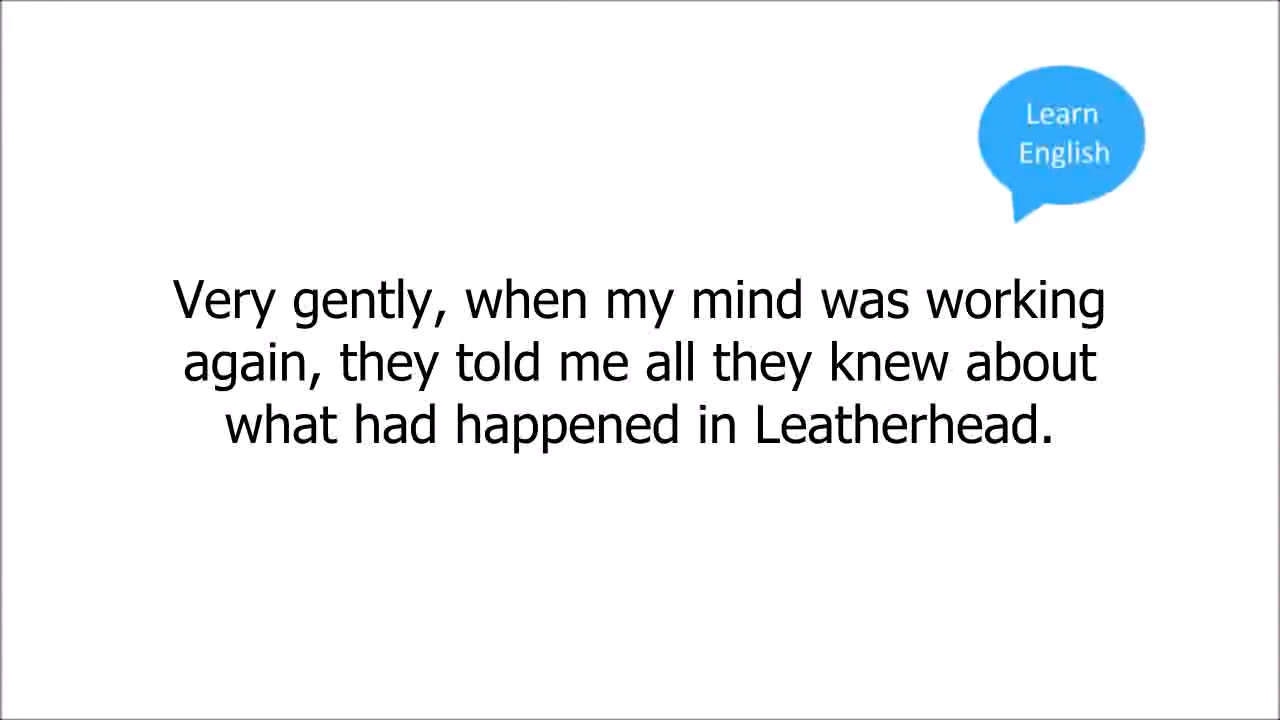 Learn
English
Very gently, when my mind was working
again, they told me all they knew about
what had happened in Leatherhead.